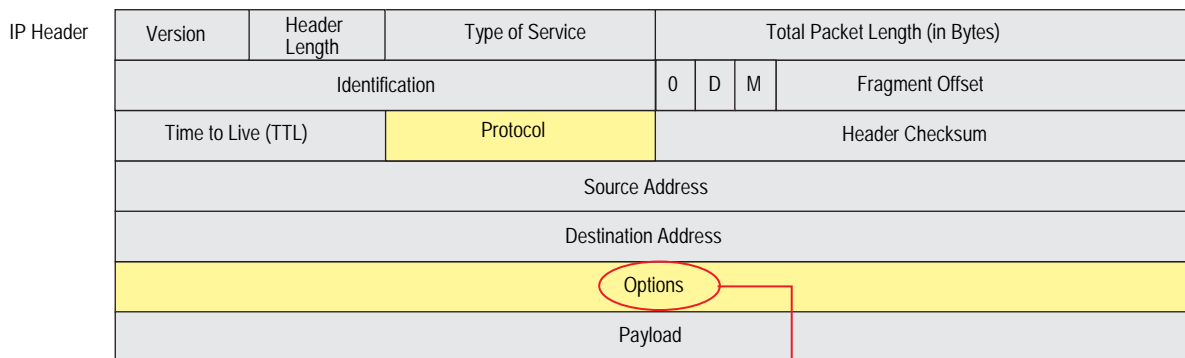 IP Header
Version
Header
Length
Type of Service
Total Packet Length (in Bytes)
Identification
0
D
M
Fragment Offset
Time to Live (TTL)
Protocol
Header Checksum
Source Address
Destination Address
Options
Payload